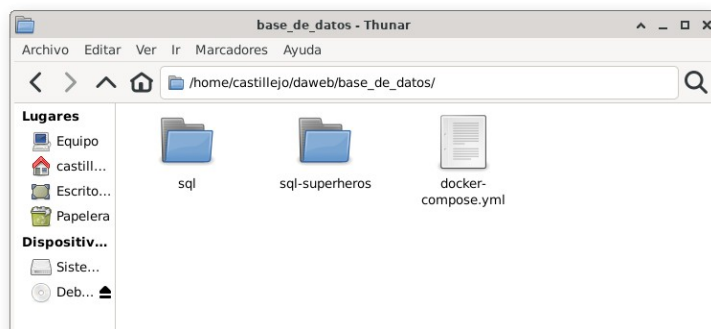 base_de_datos - Thunar
Archivo Editar Ver Ir Marcadores Ayuda
/home/castillejo/daweb/base_de_datos/
Lugares
Equipo
castill...
Escrito...
Papelera
Dispositiv...
Siste...
Deb...
sql
sql-superheros
docker-
compose.yml